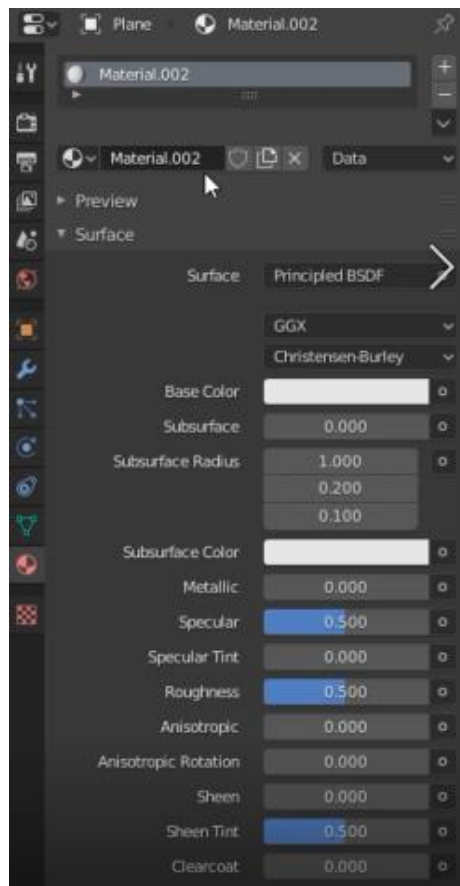 Plane Material.002
Material.002
Material.002 Data
Preview
Surface
Surface Principled BSDF
GGX
Christensen-Burley
Base Color
Subsurface 0.000
Subsurface Radius 1.000
0.200
0.100
Subsurface Color
Metallic 0.000
Specular 0.500
Specular Tint 0.000
Roughness 0.500
Anisotropic 0.000
Anisotropic Rotation 0.000
Sheen 0.000
Sheen Tint 0.500
Clearcoat 0.000